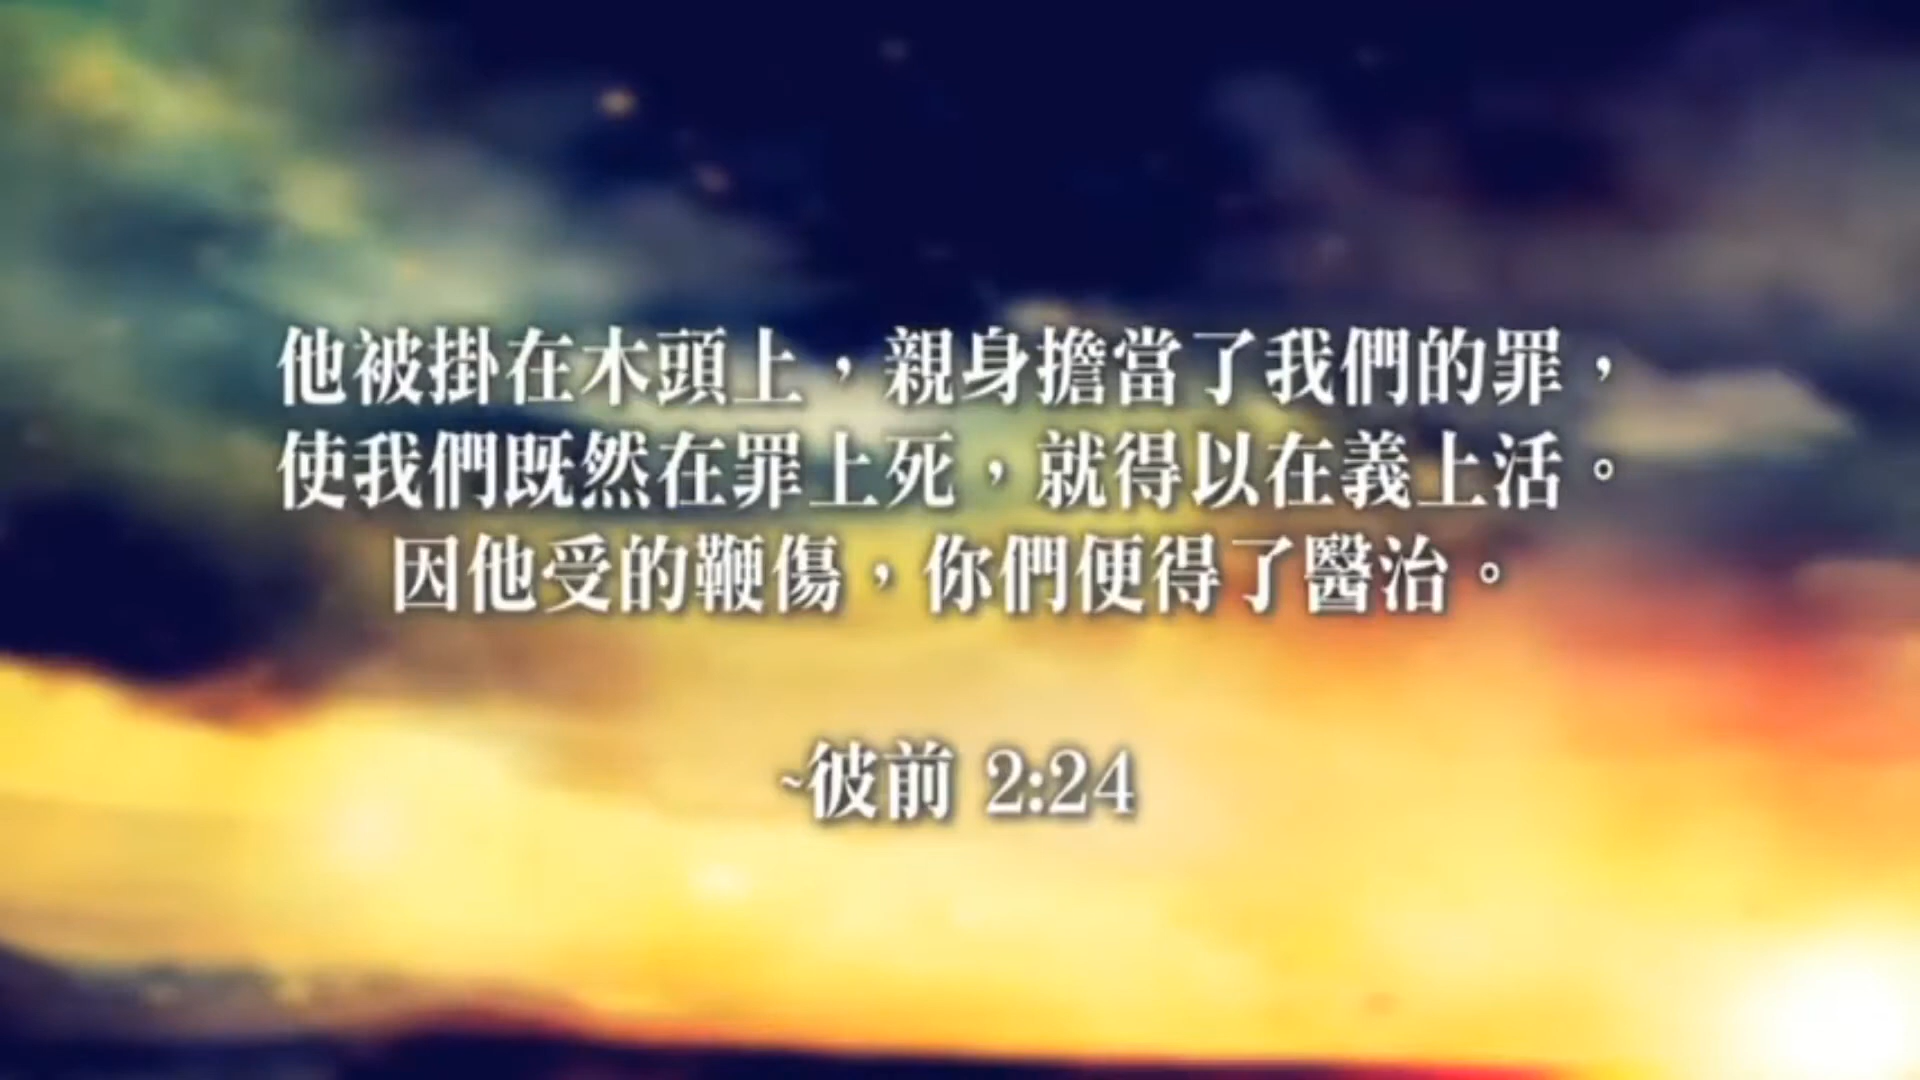 他被掛在木頭上，親身擔當了我們的罪，
使我們既然在罪上死，就得以在義上活。
因他受的鞭傷，你們便得了醫治。
~彼前 2:24